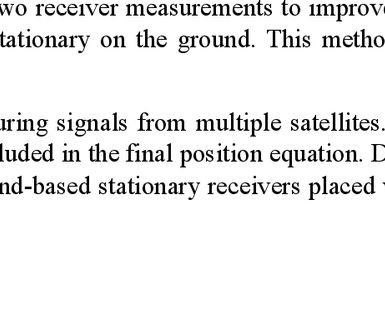 wo receiver measurements to improve
tationary on the ground. This metho
uring signals from multiple satellites.
luded in the final position equation. D
nd-based stationary receivers placed